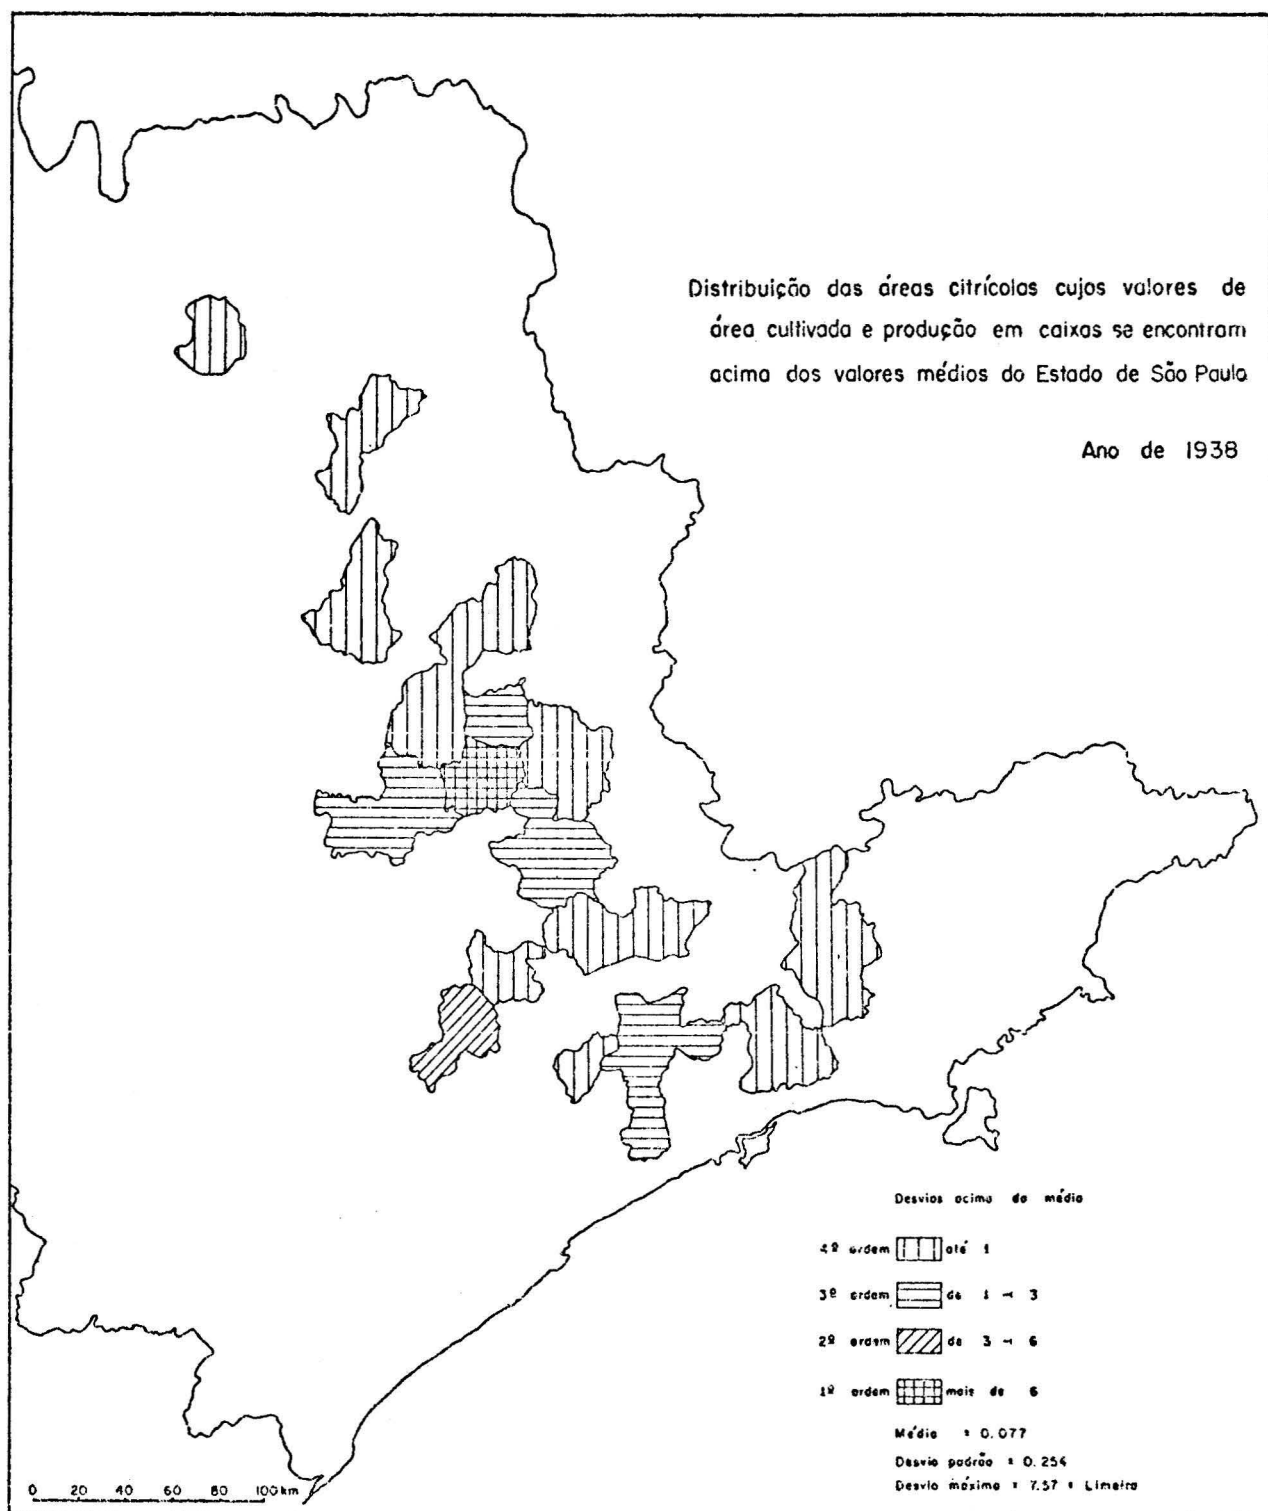 Distribuição das áreas citrícolas cujos valores de
área cultivada e produção em caixas se encontram
acima dos valores médios do Estado de São Paulo
Ano de 1938
Desvios acima da média
4ª ordem até 1
3ª ordem de 1 ⊣ 3
2ª ordem de 3 ⊣ 6
1ª ordem mais de 6
Média = 0.077
Desvio padrão = 0.254
Desvio máximo = 7.57 = Limeira
0 20 40 60 80 100 km